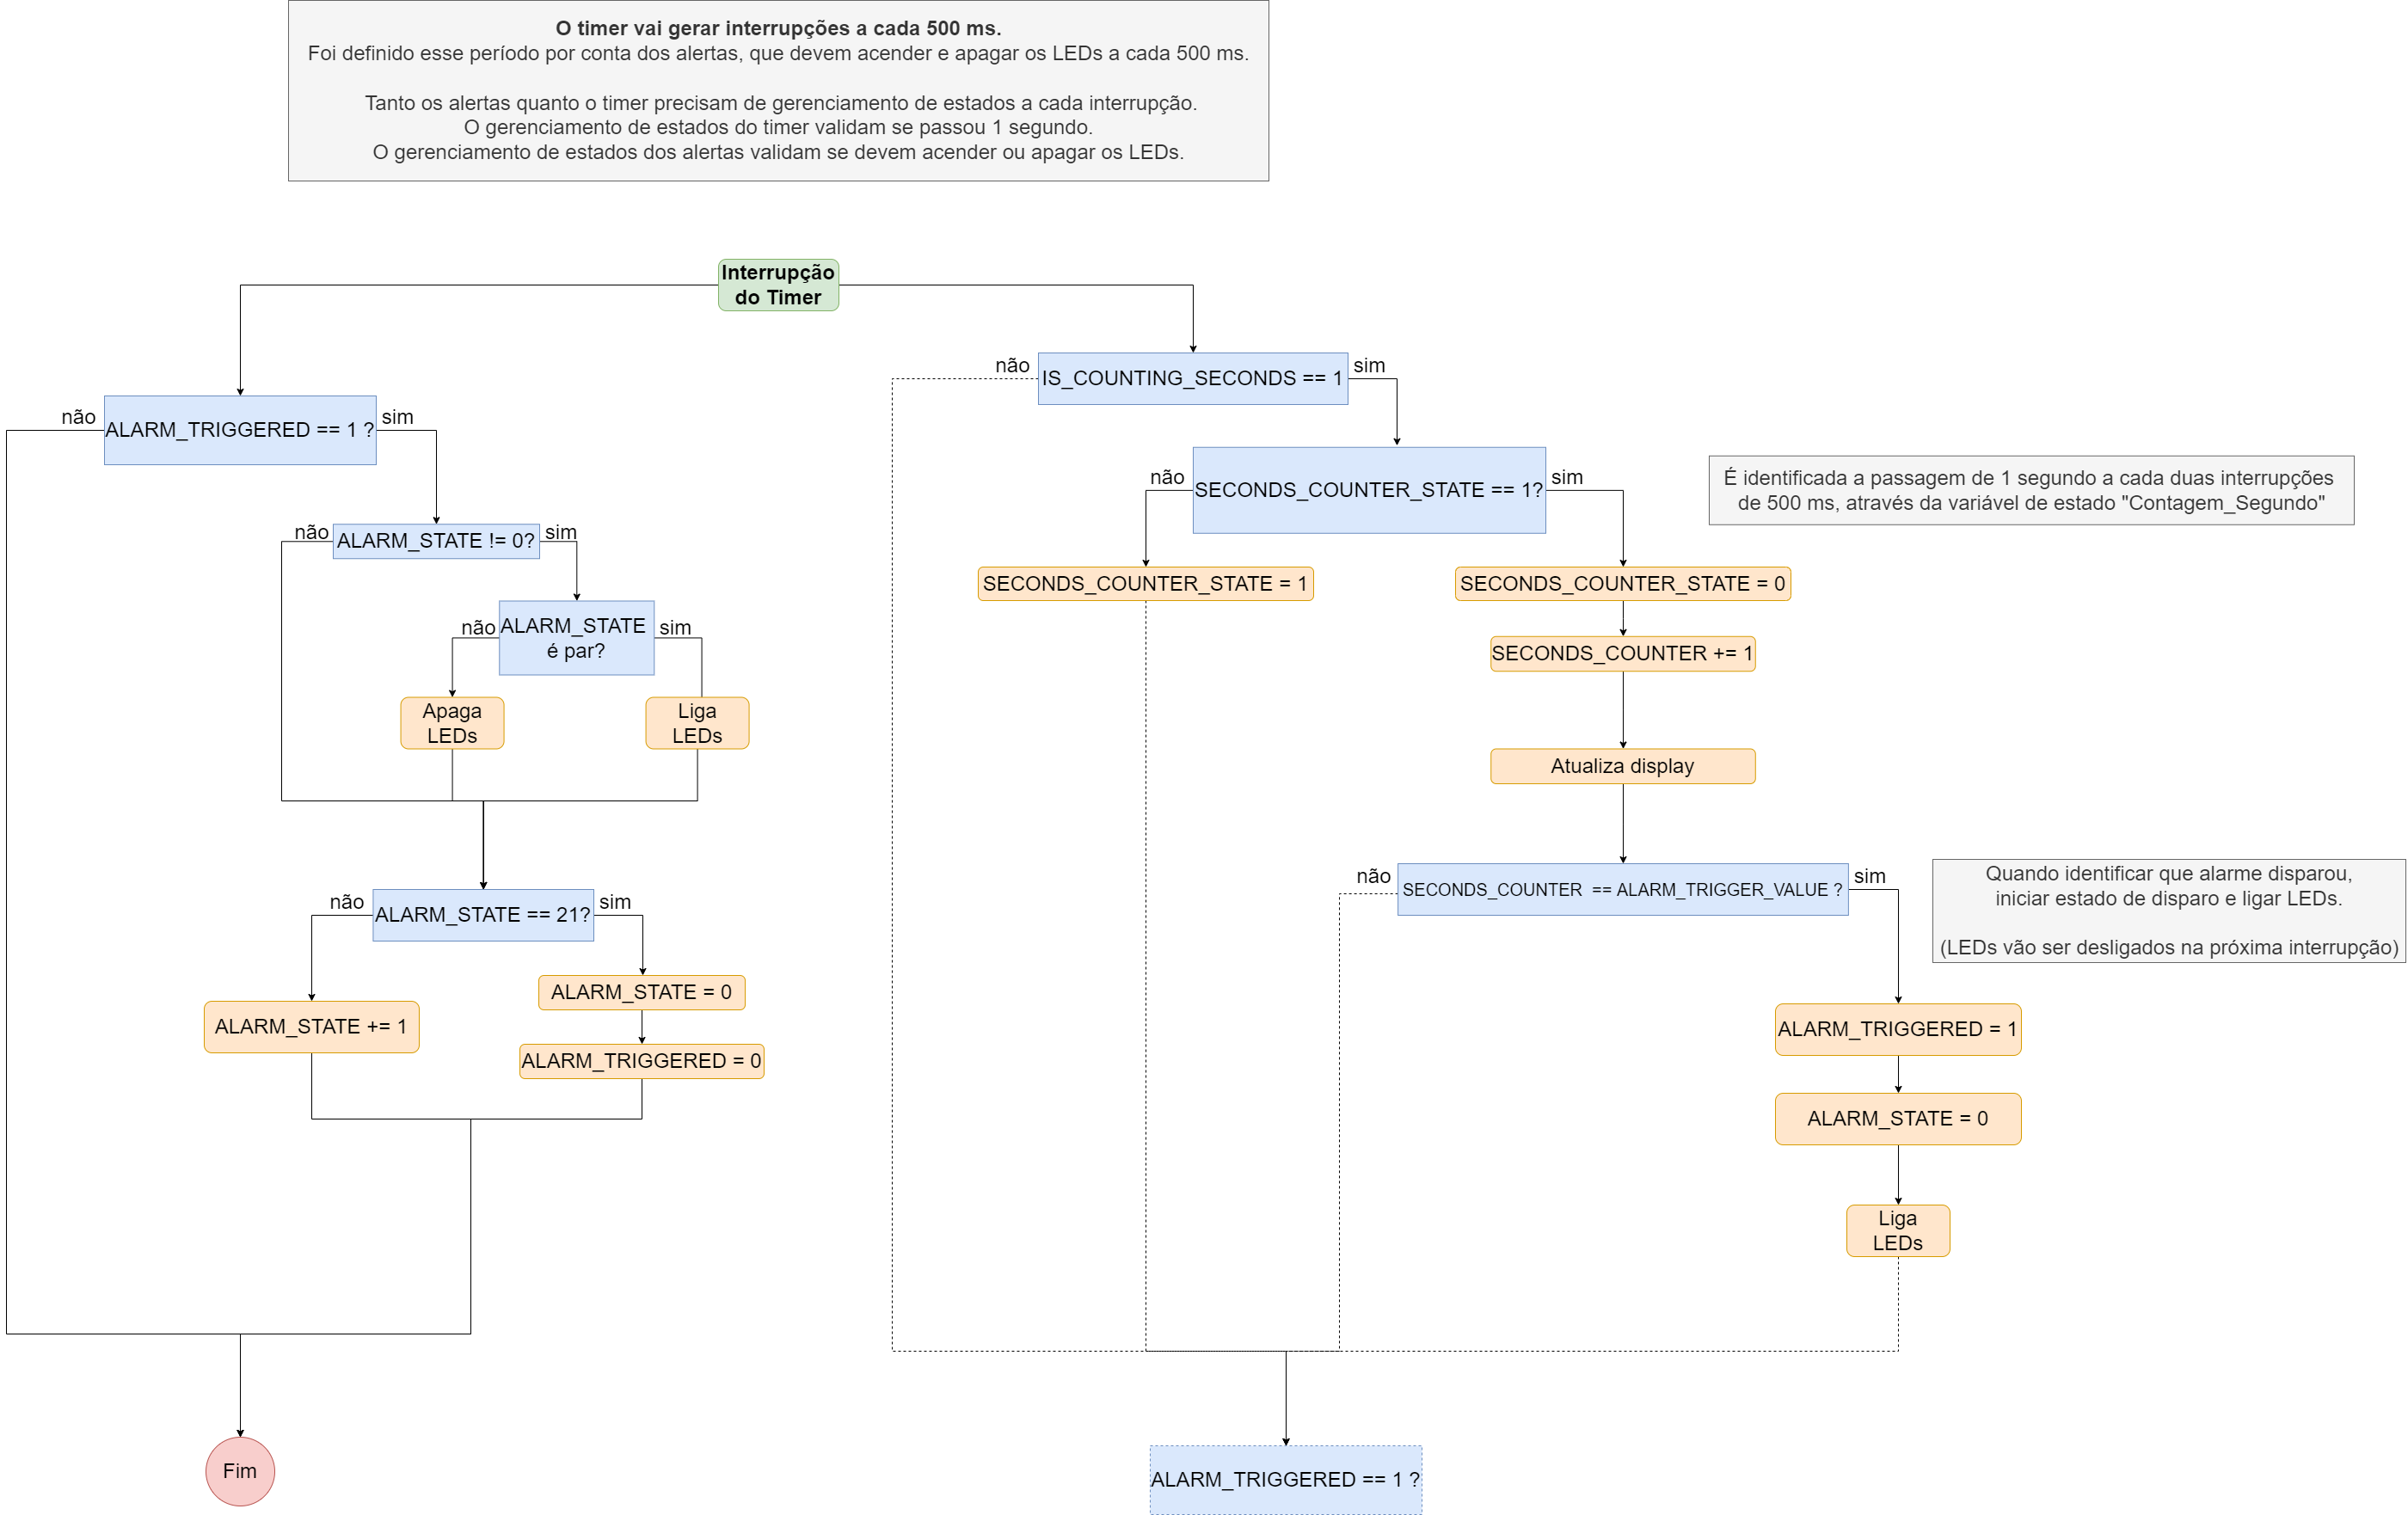 O timer vai gerar interrupções a cada 500 ms.
Foi definido esse período por conta dos alertas, que devem acender e apagar os LEDs a cada 500 ms.
Tanto os alertas quanto o timer precisam de gerenciamento de estados a cada interrupção.
O gerenciamento de estados do timer validam se passou 1 segundo.
O gerenciamento de estados dos alertas validam se devem acender ou apagar os LEDs.
Interrupção
do Timer
não
ALARM_TRIGGERED == 1 ?
sim
não
ALARM_STATE != 0?
sim
não
ALARM_STATE
é par?
sim
Apaga
LEDs
Liga
LEDs
não
ALARM_STATE == 21?
sim
ALARM_STATE += 1
ALARM_STATE = 0
ALARM_TRIGGERED = 0
Fim
não
IS_COUNTING_SECONDS == 1
sim
não
SECONDS_COUNTER_STATE == 1?
sim
É identificada a passagem de 1 segundo a cada duas interrupções
de 500 ms, através da variável de estado "Contagem_Segundo"
SECONDS_COUNTER_STATE = 1
SECONDS_COUNTER_STATE = 0
SECONDS_COUNTER += 1
Atualiza display
não
SECONDS_COUNTER == ALARM_TRIGGER_VALUE ?
sim
Quando identificar que alarme disparou,
iniciar estado de disparo e ligar LEDs.
(LEDs vão ser desligados na próxima interrupção)
ALARM_TRIGGERED = 1
ALARM_STATE = 0
Liga
LEDs
ALARM_TRIGGERED == 1 ?